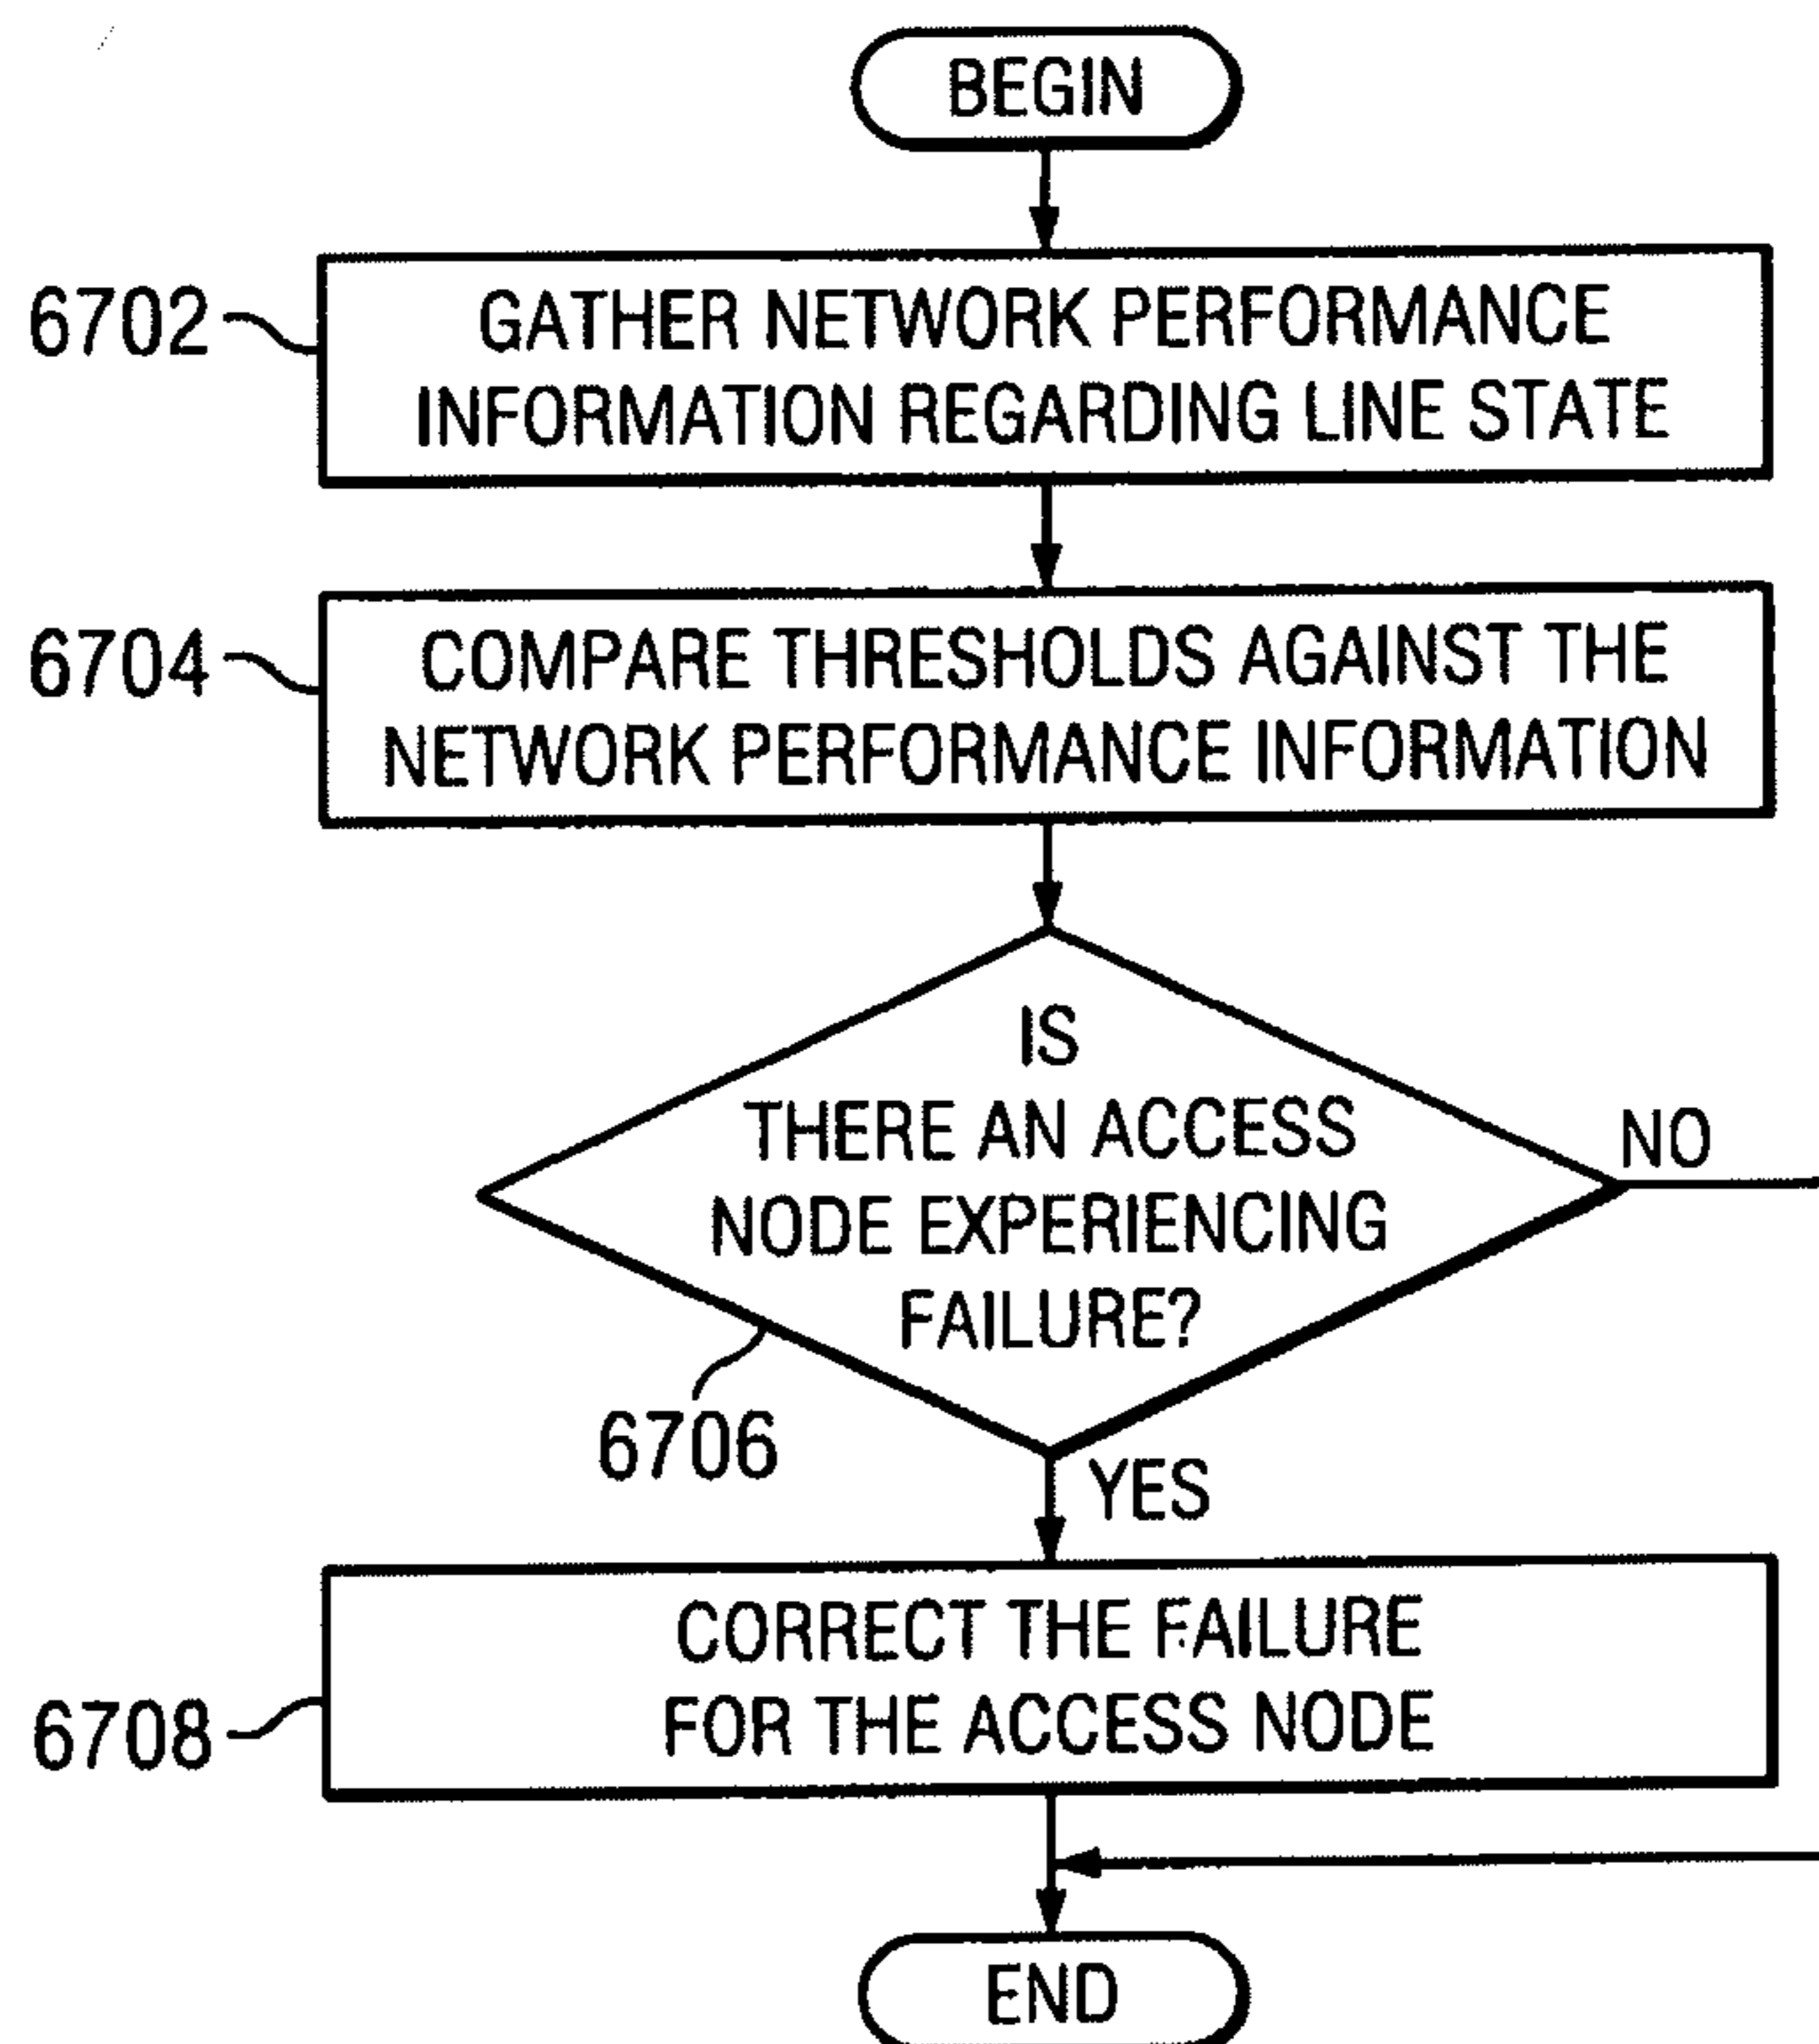 BEGIN
6702
GATHER NETWORK PERFORMANCE
INFORMATION REGARDING LINE STATE
6704
COMPARE THRESHOLDS AGAINST THE
NETWORK PERFORMANCE INFORMATION
IS
THERE AN ACCESS
NODE EXPERIENCING
FAILURE?
NO
6706
YES
CORRECT THE FAILURE
FOR THE ACCESS NODE
6708
END